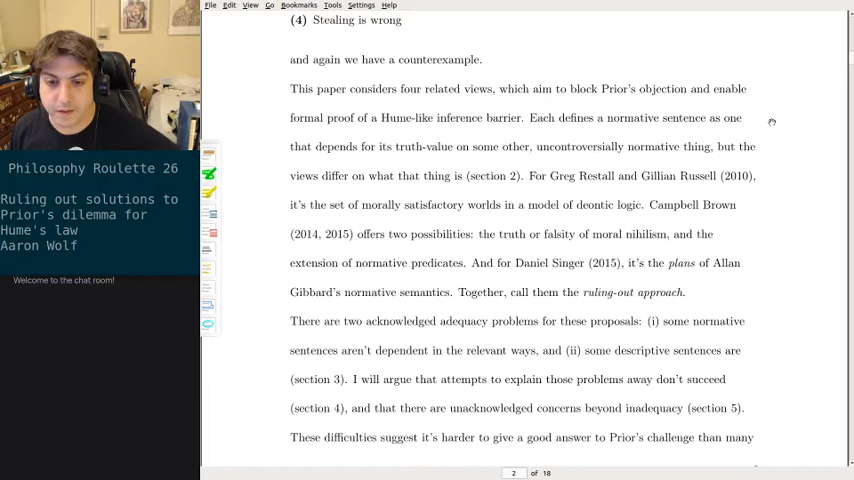 File Edit View Go Bookmarks Tools Settings Help
(4) Stealing is wrong
and again we have a counterexample.
This paper considers four related views, which aim to block Prior's objection and enable
formal proof of a Hume-like inference barrier. Each defines a normative sentence as one
that depends for its truth-value on some other, uncontroversially normative thing, but the
views differ on what that thing is (section 2). For Greg Restall and Gillian Russell (2010),
it's the set of morally satisfactory worlds in a model of deontic logic. Campbell Brown
(2014, 2015) offers two possibilities: the truth or falsity of moral nihilism, and the
extension of normative predicates. And for Daniel Singer (2015), it's the plans of Allan
Gibbard's normative semantics. Together, call them the ruling-out approach.
There are two acknowledged adequacy problems for these proposals: (i) some normative
sentences aren't dependent in the relevant ways, and (ii) some descriptive sentences are
(section 3). I will argue that attempts to explain those problems away don't succeed
(section 4), and that there are unacknowledged concerns beyond inadequacy (section 5).
These difficulties suggest it's harder to give a good answer to Prior's challenge than many
2 of 18
Philosophy Roulette 26
Ruling out solutions to
Prior's dilemma for
Hume's law
Aaron Wolf
Welcome to the chat room!